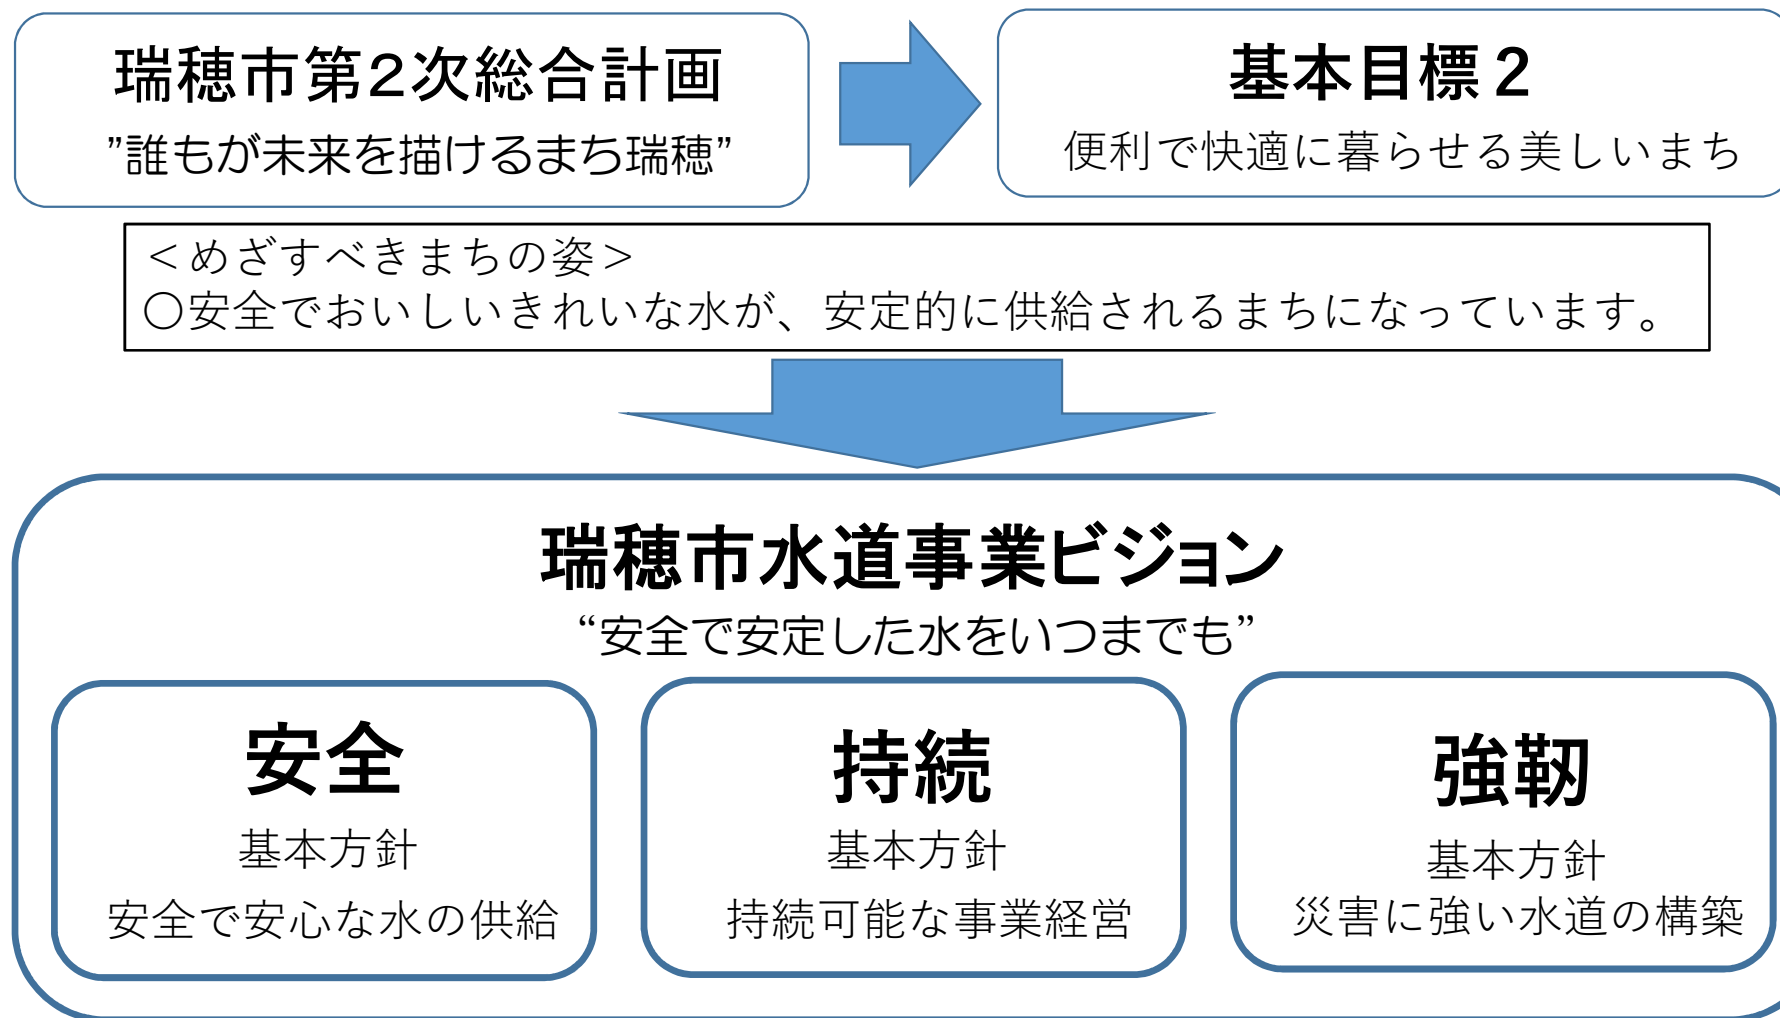 瑞穂市第２次総合計画
”誰もが未来を描けるまち瑞穂”
基本目標２
便利で快適に暮らせる美しいまち
＜めざすべきまちの姿＞
〇安全でおいしいきれいな水が、安定的に供給されるまちになっています。
瑞穂市水道事業ビジョン
“安全で安定した水をいつまでも”
安全
基本方針
安全で安心な水の供給
持続
基本方針
持続可能な事業経営
強靭
基本方針
災害に強い水道の構築